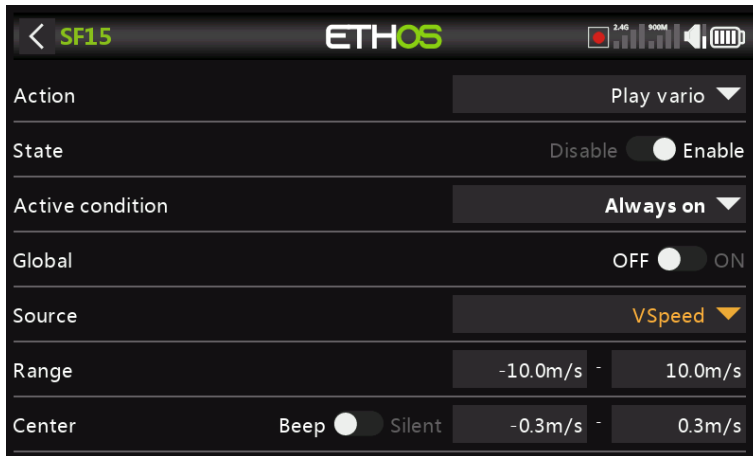 SF15 ETHOS 2.4G 900M
Action Play vario
State Disable Enable
Active condition Always on
Global OFF ON
Source VSpeed
Range -10.0m/s - 10.0m/s
Center Beep Silent -0.3m/s - 0.3m/s